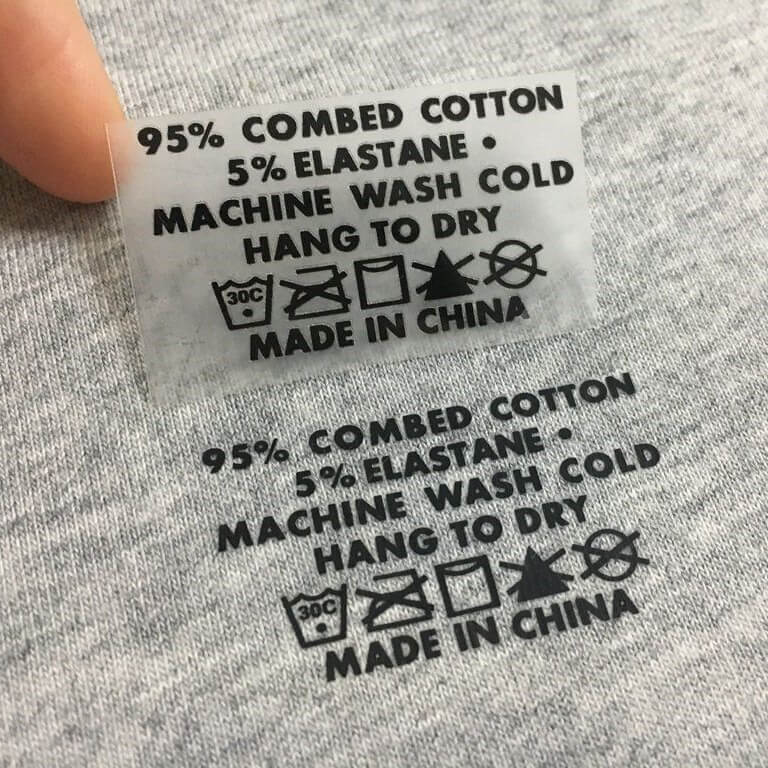 95% COMBED COTTON
5% ELASTANE •
MACHINE WASH COLD
HANG TO DRY
30C
MADE IN CHINA
95% COMBED COTTON
5% ELASTANE •
MACHINE WASH COLD
HANG TO DRY
30C
MADE IN CHINA